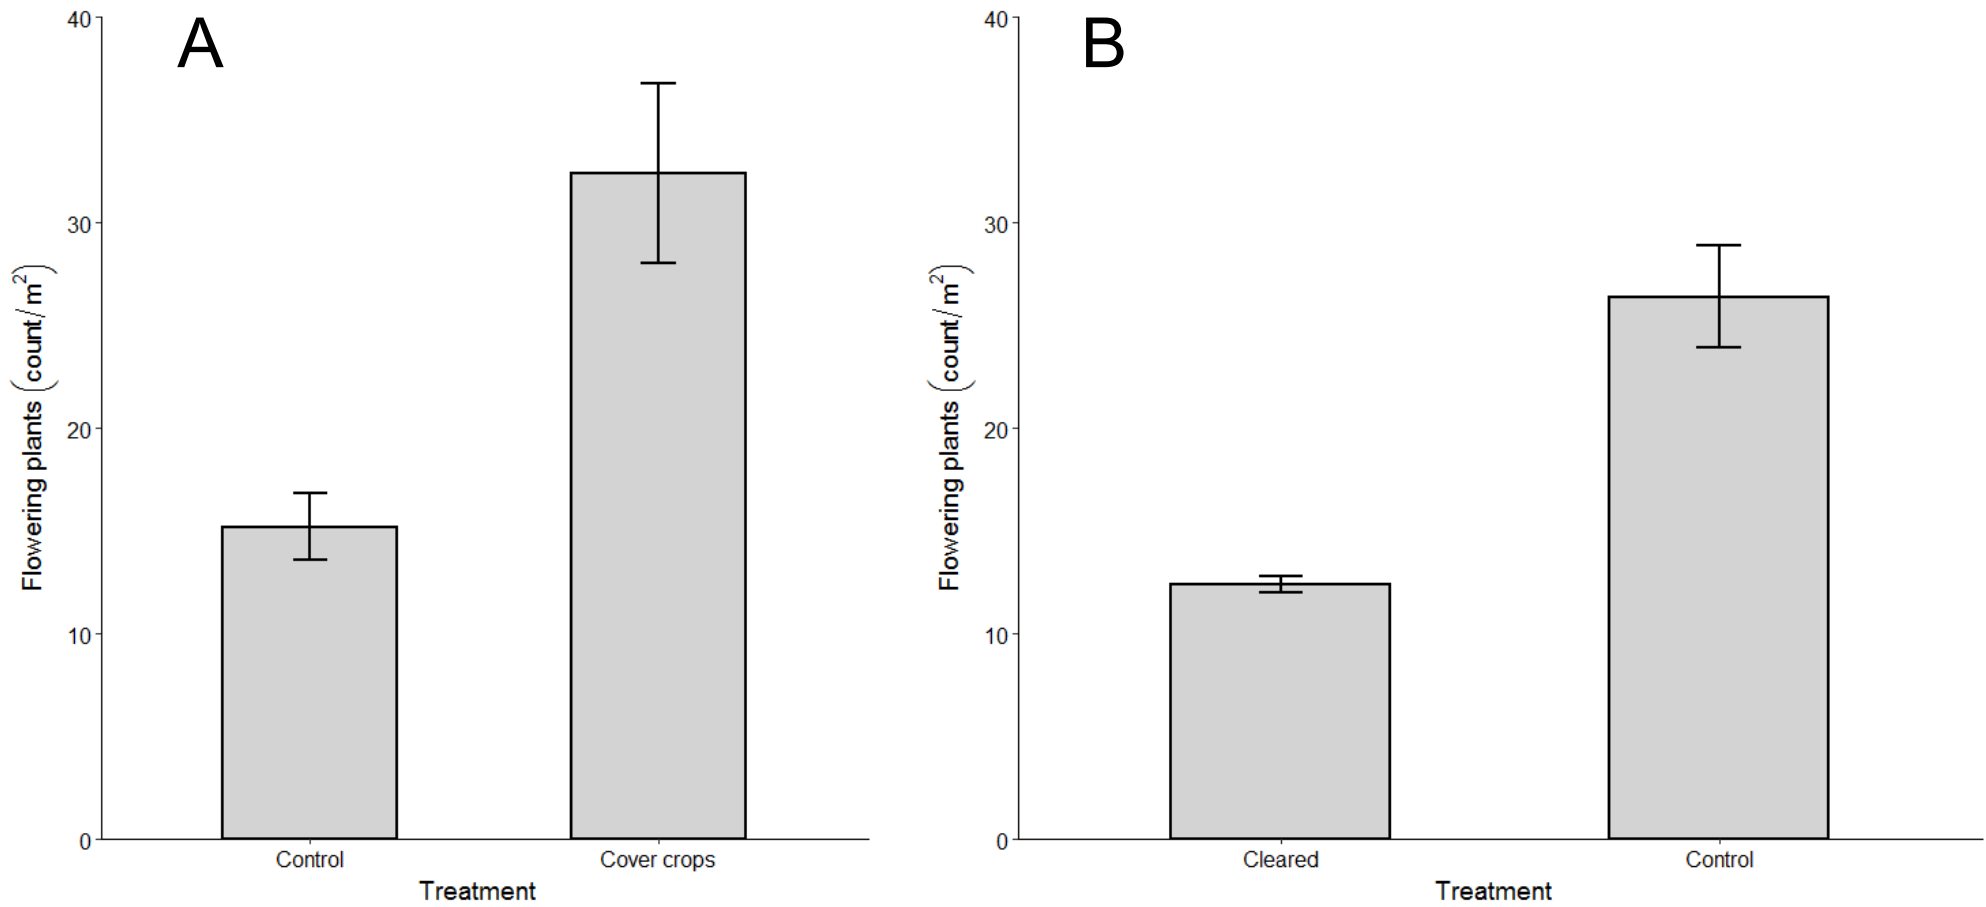 A
40
30
20
10
0
Flowering plants (count/ m²)
Control
Cover crops
Treatment
B
40
30
20
10
0
Flowering plants (count/ m²)
Cleared
Control
Treatment